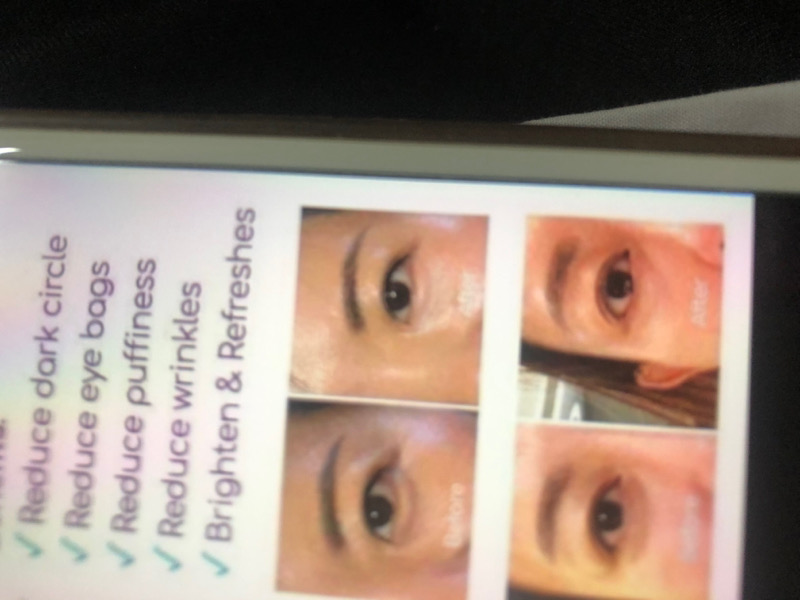 ✓ Reduce dark circle
✓ Reduce eye bags
✓ Reduce puffiness
✓ Reduce wrinkles
✓ Brighten & Refreshes
Before After
Before After